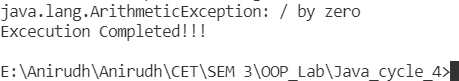 java.lang.ArithmeticException: / by zero
Excecution Completed!!!
E:\Anirudh\Anirudh\CET\SEM 3\OOP_Lab\Java_cycle_4>